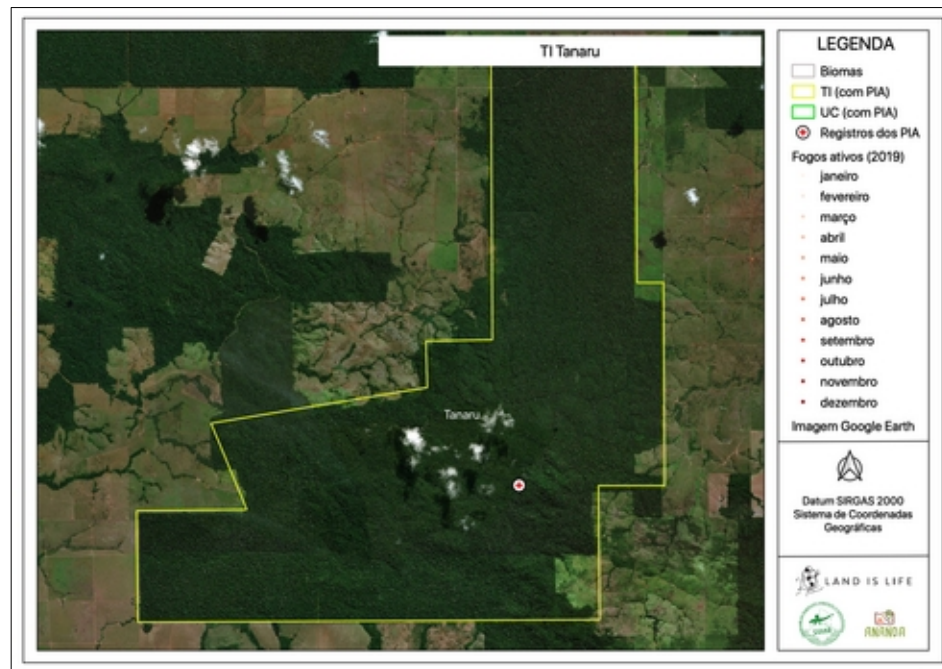 TI Tanaru
Tanaru
LEGENDA
Biomas
TI (com PIA)
UC (com PIA)
Registros dos PIA
Fogos ativos (2019)
janeiro
fevereiro
março
abril
maio
junho
julho
agosto
setembro
outubro
novembro
dezembro
Imagem Google Earth
Datum SIRGAS 2000
Sistema de Coordenadas
Geográficas
LAND IS LIFE
ANANDA